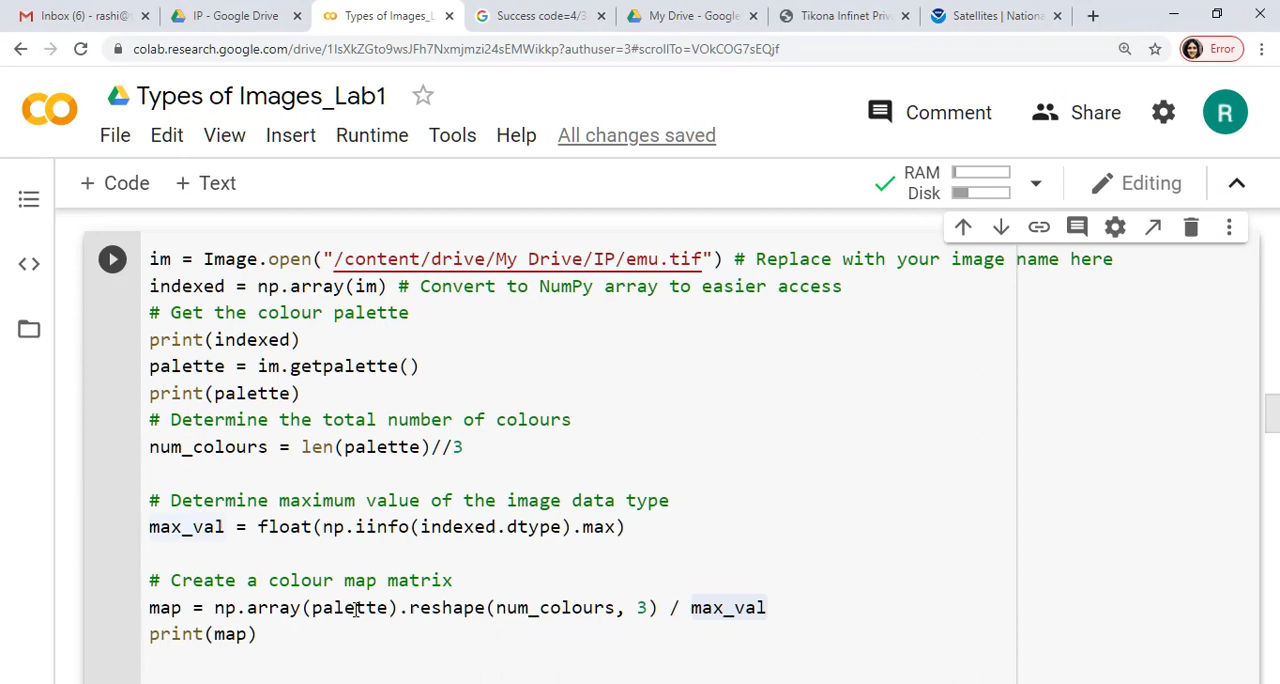 Inbox (6) - rashi@
IP - Google Drive
Types of Images_L
Success code=4/3
My Drive - Google
Tikona Infinet Priv
Satellites | Nationa
colab.research.google.com/drive/1IsXkZGto9wsJFh7Nxmjmzi24sEMWikkp?authuser=3#scrollTo=VOkCOG7sEQjf
Error
Types of Images_Lab1
Comment
Share
R
File Edit View Insert Runtime Tools Help All changes saved
+ Code + Text
RAM
Disk
Editing
im = Image.open("/content/drive/My Drive/IP/emu.tif") # Replace with your image name here
indexed = np.array(im) # Convert to NumPy array to easier access
# Get the colour palette
print(indexed)
palette = im.getpalette()
print(palette)
# Determine the total number of colours
num_colours = len(palette)//3
# Determine maximum value of the image data type
max_val = float(np.iinfo(indexed.dtype).max)
# Create a colour map matrix
map = np.array(palette).reshape(num_colours, 3) / max_val
print(map)